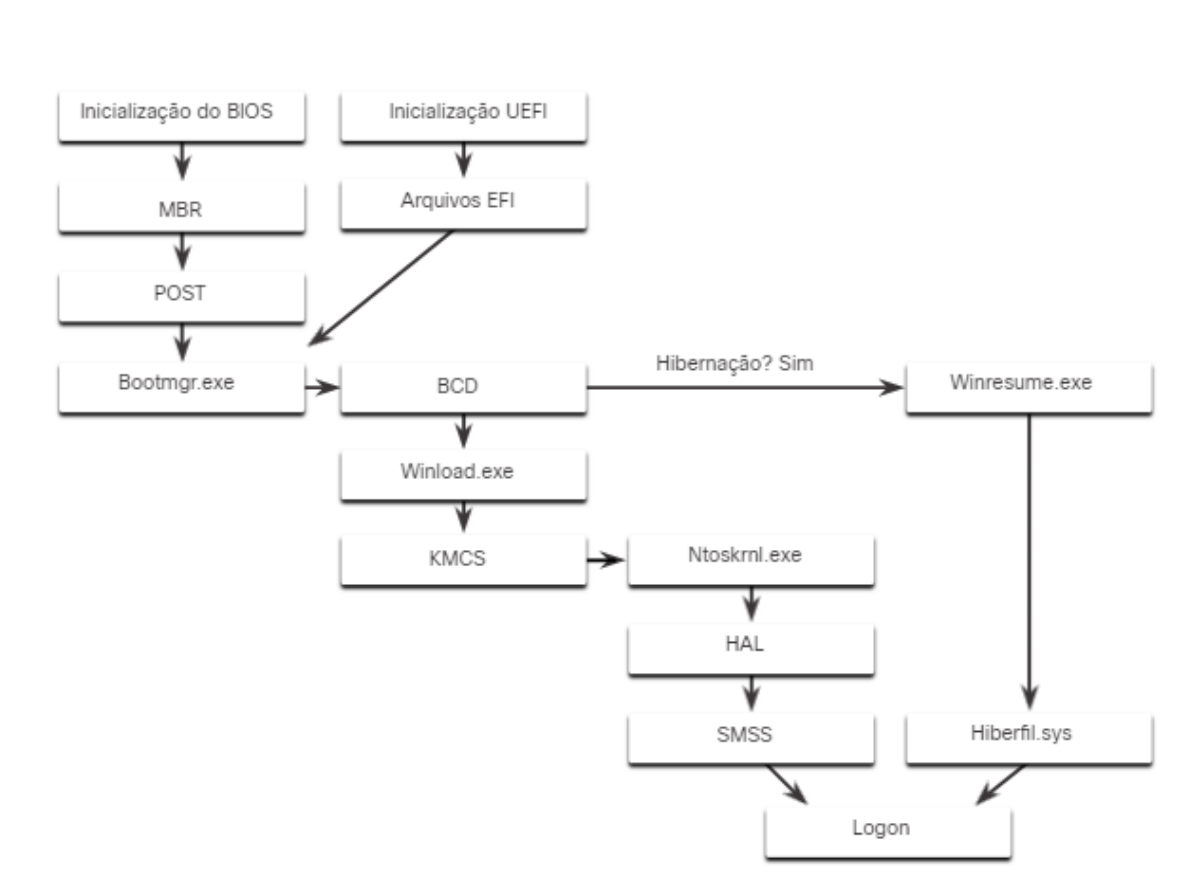 Inicialização do BIOS
Inicialização UEFI
MBR
Arquivos EFI
POST
Bootmgr.exe
BCD
Hibernação? Sim
Winresume.exe
Winload.exe
KMCS
Ntoskrnl.exe
HAL
SMSS
Hiberfil.sys
Logon